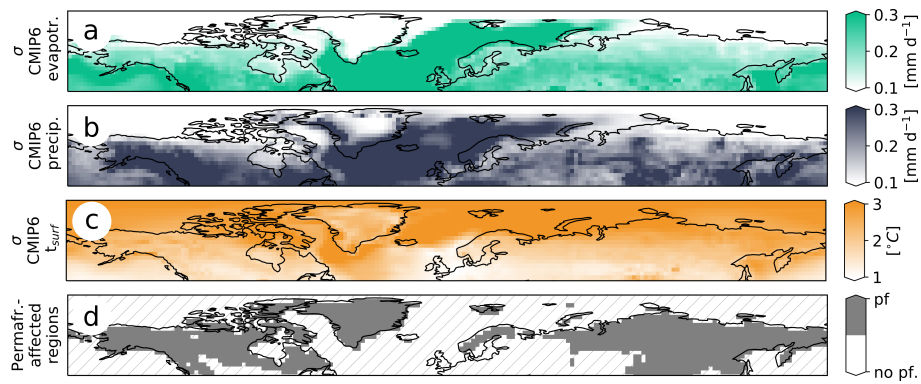 σ
CMIP6
evapotr.
a
0.3
0.2
0.1
[mm d⁻¹]
σ
CMIP6
precip.
b
0.3
0.2
0.1
[mm d⁻¹]
σ
CMIP6
t_surf
c
3
2
1
[°C]
Permafr.-
affected
regions
d
pf
no pf.